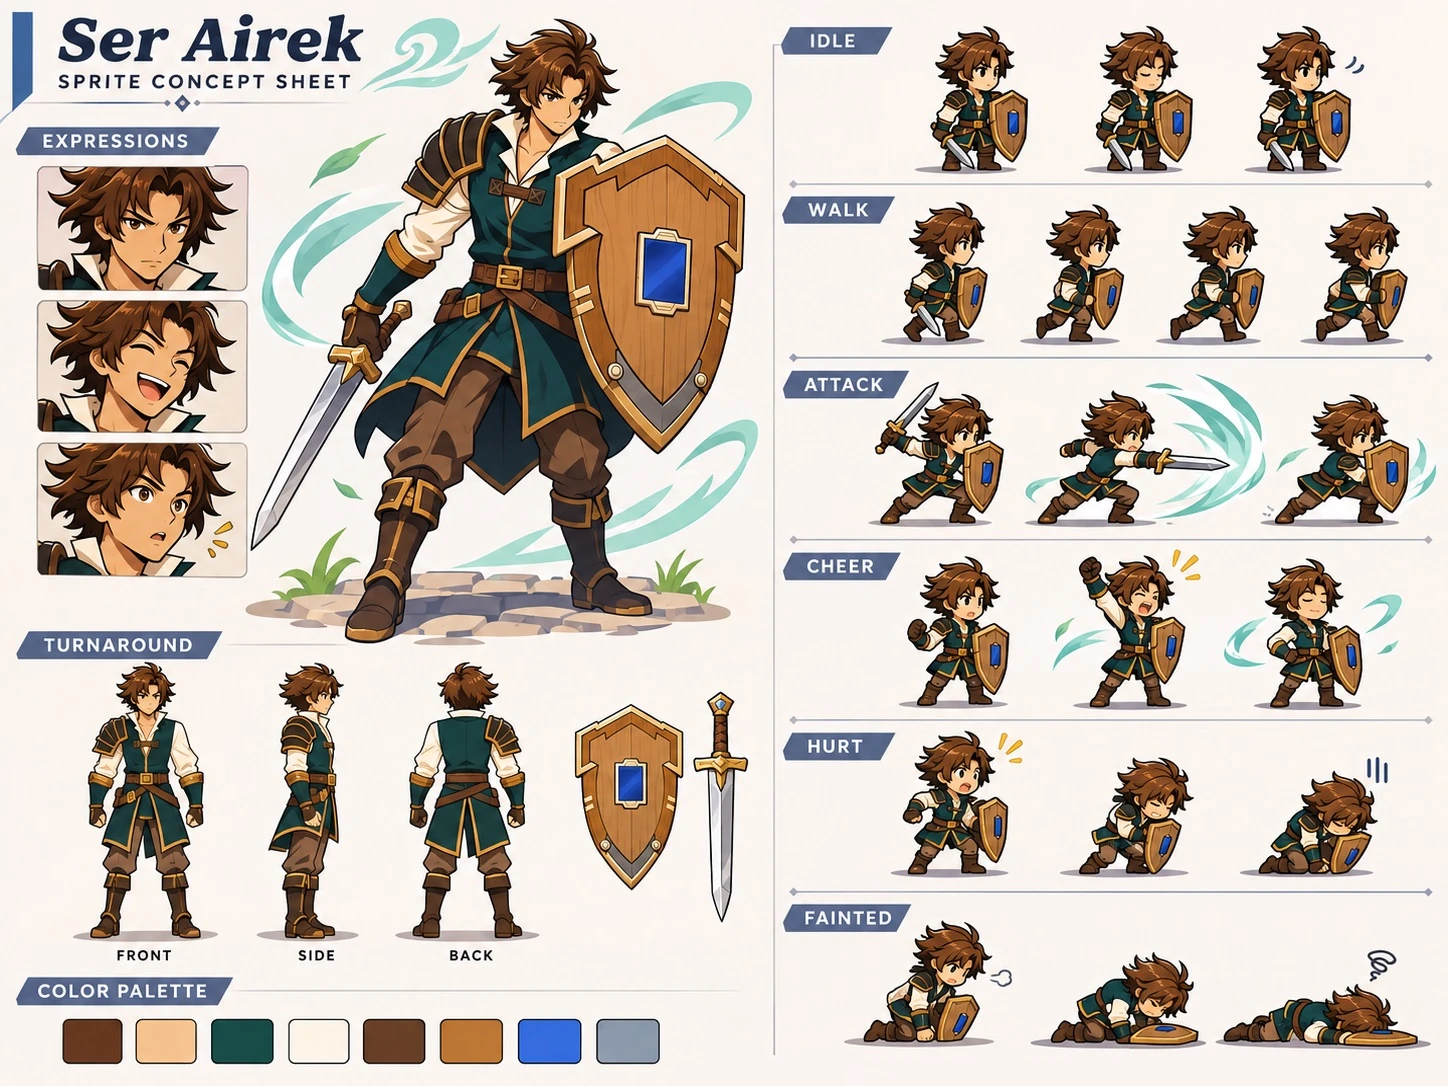 Ser Airek
SPRITE CONCEPT SHEET
EXPRESSIONS
TURNAROUND
FRONT
SIDE
BACK
COLOR PALETTE
IDLE
WALK
ATTACK
CHEER
HURT
FAINTED